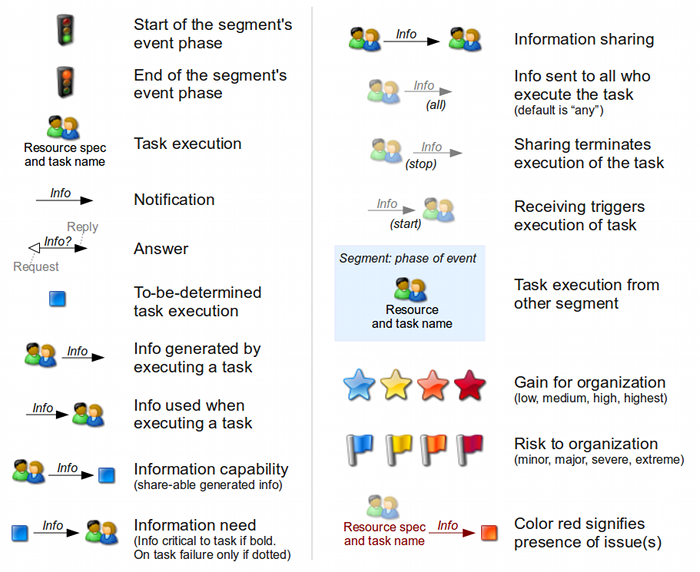 Start of the segment's
event phase
End of the segment's
event phase
Resource spec
and task name
Task execution
Info
Notification
Reply
Info?
Request
Answer
To-be-determined
task execution
Info
Info generated by
executing a task
Info
Info used when
executing a task
Info
Information capability
(share-able generated info)
Info
Information need
(Info critical to task if bold.
On task failure only if dotted)
Info
Information sharing
Info
(all)
Info sent to all who
execute the task
(default is “any”)
Info
(stop)
Sharing terminates
execution of the task
Info
(start)
Receiving triggers
execution of task
Segment: phase of event
Resource
and task name
Task execution from
other segment
Gain for organization
(low, medium, high, highest)
Risk to organization
(minor, major, severe, extreme)
Resource spec
and task name
Info
Color red signifies
presence of issue(s)